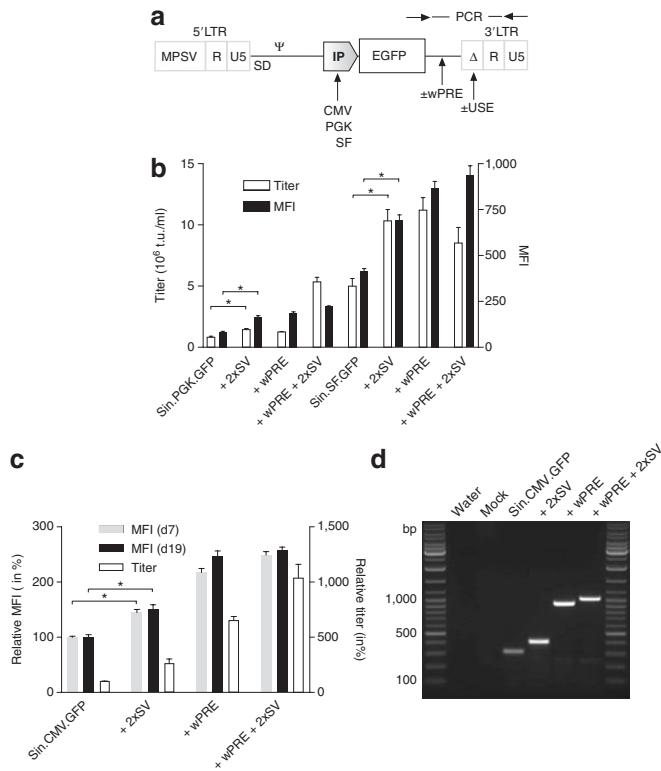 a
PCR
5′LTR
Ψ
3′LTR
MPSV R U5
SD
IP
EGFP
Δ R U5
CMV
PGK
SF
±wPRE
±USE
b
15
10
5
0
Titer (10⁶ t.u./ml)
Titer
MFI
*
*
*
*
1,000
750
500
250
0
MFI
Sin.PGK.GFP
+ 2xSV
+ wPRE
+ wPRE + 2xSV
Sin.SF.GFP
+ 2xSV
+ wPRE
+ wPRE + 2xSV
c
300
200
100
0
Relative MFI ( in %)
MFI (d7)
MFI (d19)
Titer
*
*
1,500
1,000
500
0
Relative titer (in%)
Sin.CMV.GFP
+ 2xSV
+ wPRE
+ wPRE + 2xSV
d
Water
Mock
Sin.CMV.GFP
+ 2xSV
+ wPRE
+ wPRE + 2xSV
bp
1,000
500
100